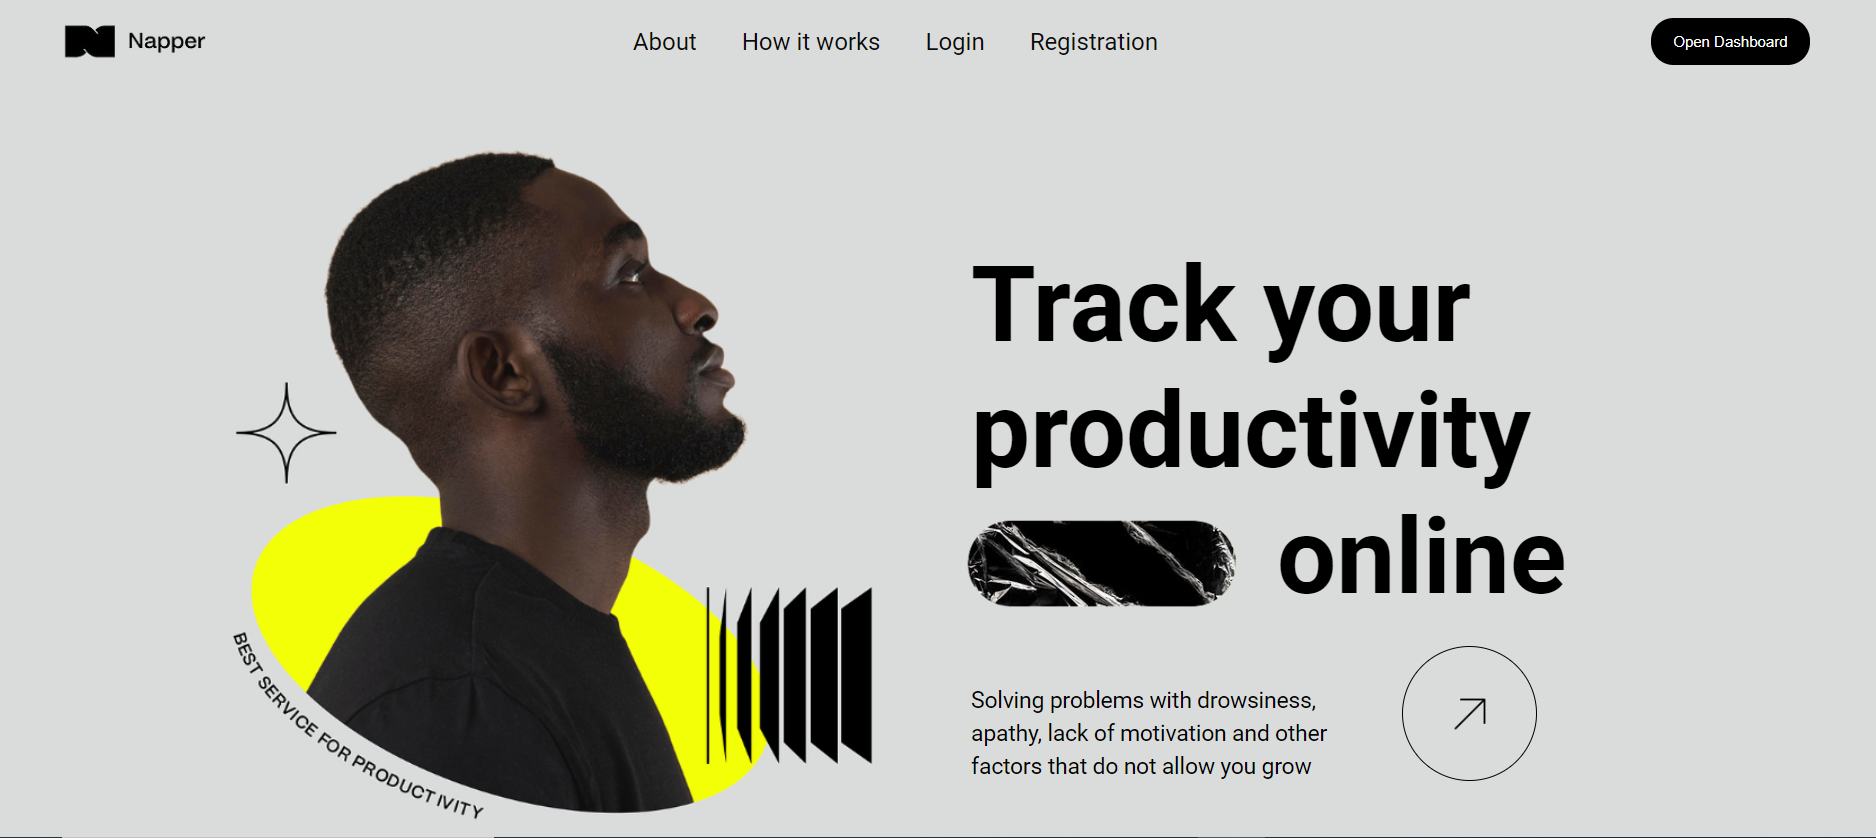 Napper
About
How it works
Login
Registration
Open Dashboard
Track your
productivity
online
BEST SERVICE FOR PRODUCTIVITY
Solving problems with drowsiness,
apathy, lack of motivation and other
factors that do not allow you grow